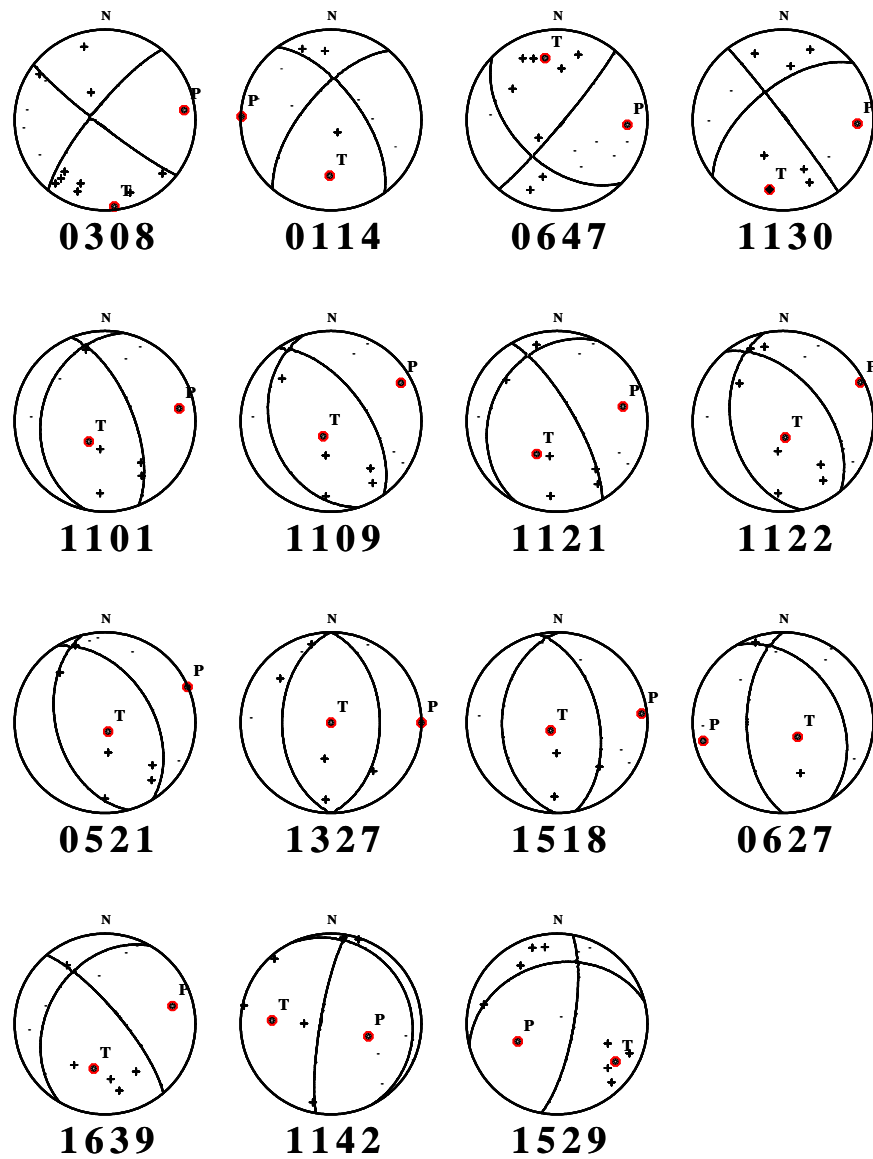 N N N N
P P T P P
T T T
0308 0114 0647 1130
N N N N
P P P P
T T T T
1101 1109 1121 1122
N N N N
P P P P
T T T T
0521 1327 1518 0627
N N N
P T P P T
T
1639 1142 1529